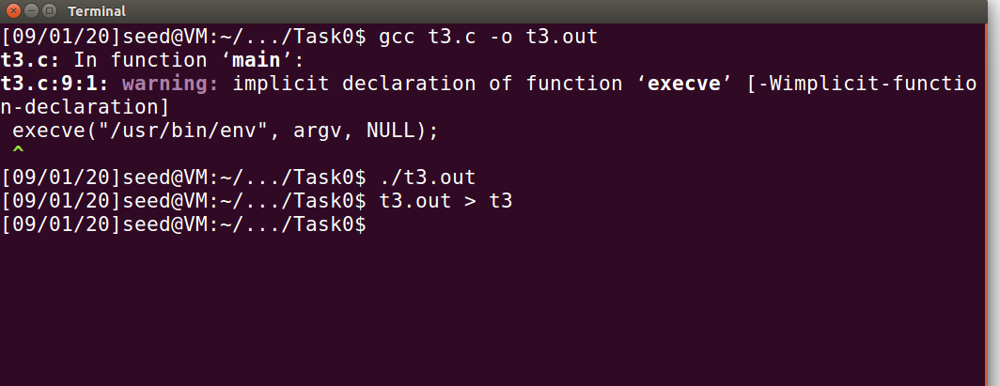 Terminal
[09/01/20]seed@VM:~/.../Task0$ gcc t3.c -o t3.out
t3.c: In function ‘main’:
t3.c:9:1: warning: implicit declaration of function ‘execve’ [-Wimplicit-functio
n-declaration]
 execve("/usr/bin/env", argv, NULL);
 ^
[09/01/20]seed@VM:~/.../Task0$ ./t3.out
[09/01/20]seed@VM:~/.../Task0$ t3.out > t3
[09/01/20]seed@VM:~/.../Task0$